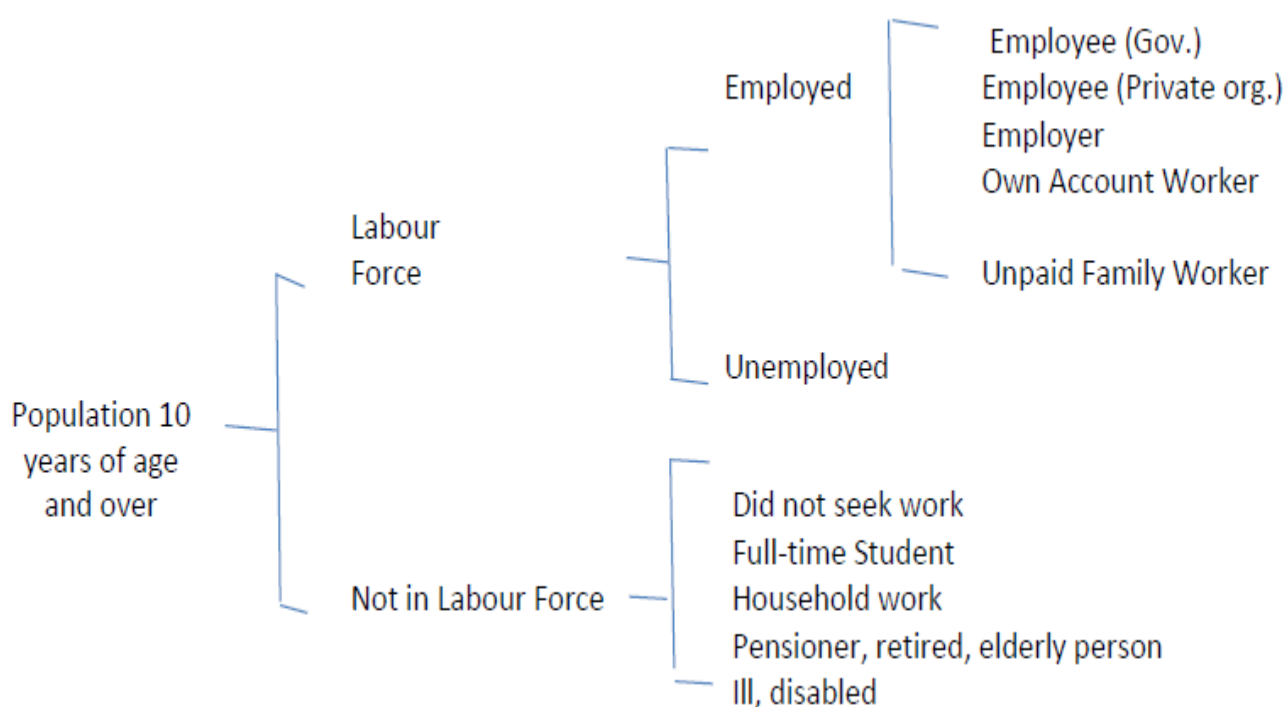 Employee (Gov.)
Employed
Employee (Private org.)
Employer
Own Account Worker
Labour
Force
Unpaid Family Worker
Unemployed
Population 10
years of age
and over
Did not seek work
Full-time Student
Not in Labour Force
Household work
Pensioner, retired, elderly person
Ill, disabled